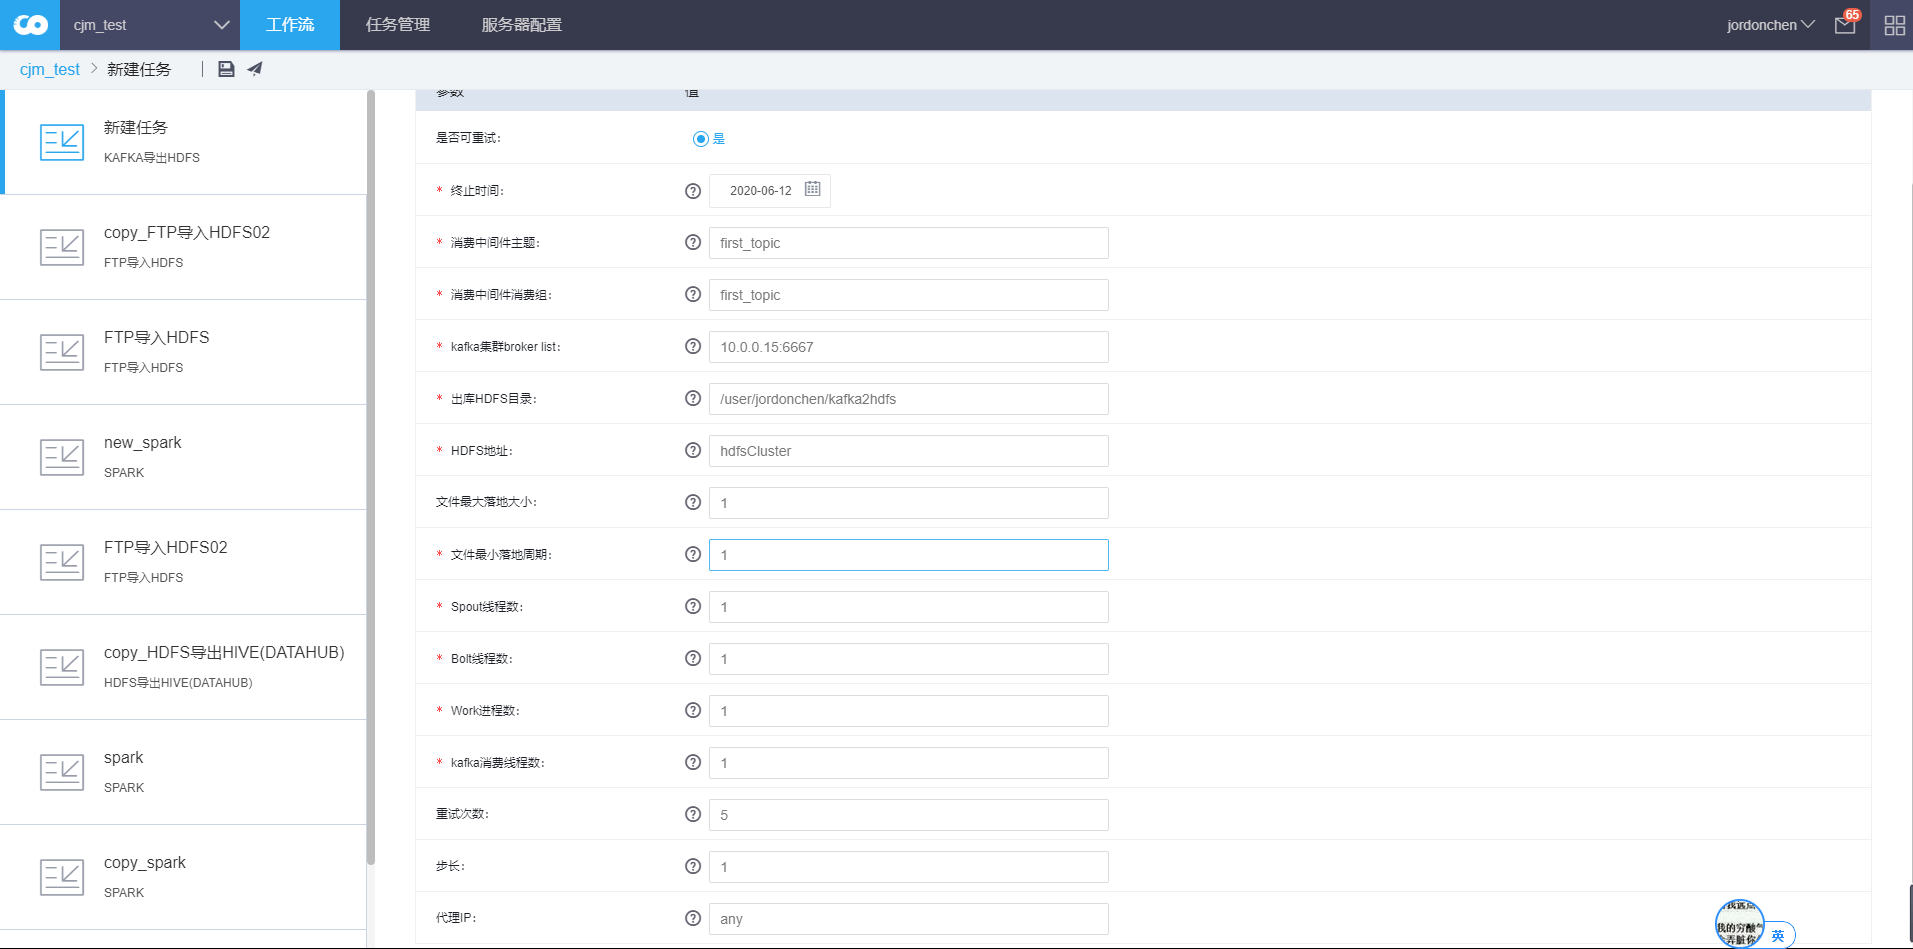 cjm_test 工作流 任务管理 服务器配置 jordonchen 65
cjm_test > 新建任务
新建任务
KAFKA导出HDFS
copy_FTP导入HDFS02
FTP导入HDFS
FTP导入HDFS
FTP导入HDFS
new_spark
SPARK
FTP导入HDFS02
FTP导入HDFS
copy_HDFS导出HIVE(DATAHUB)
HDFS导出HIVE(DATAHUB)
spark
SPARK
copy_spark
SPARK
参数 值
是否可重试: 是
* 终止时间: 2020-06-12
* 消费中间件主题: first_topic
* 消费中间件消费组: first_topic
* kafka集群broker list: 10.0.0.15:6667
* 出库HDFS目录: /user/jordonchen/kafka2hdfs
* HDFS地址: hdfsCluster
文件最大落地大小: 1
* 文件最小落地周期: 1
* Spout线程数: 1
* Bolt线程数: 1
* Work进程数: 1
* kafka消费线程数: 1
重试次数: 5
步长: 1
代理IP: any
我的穷酸
弄脏你
英